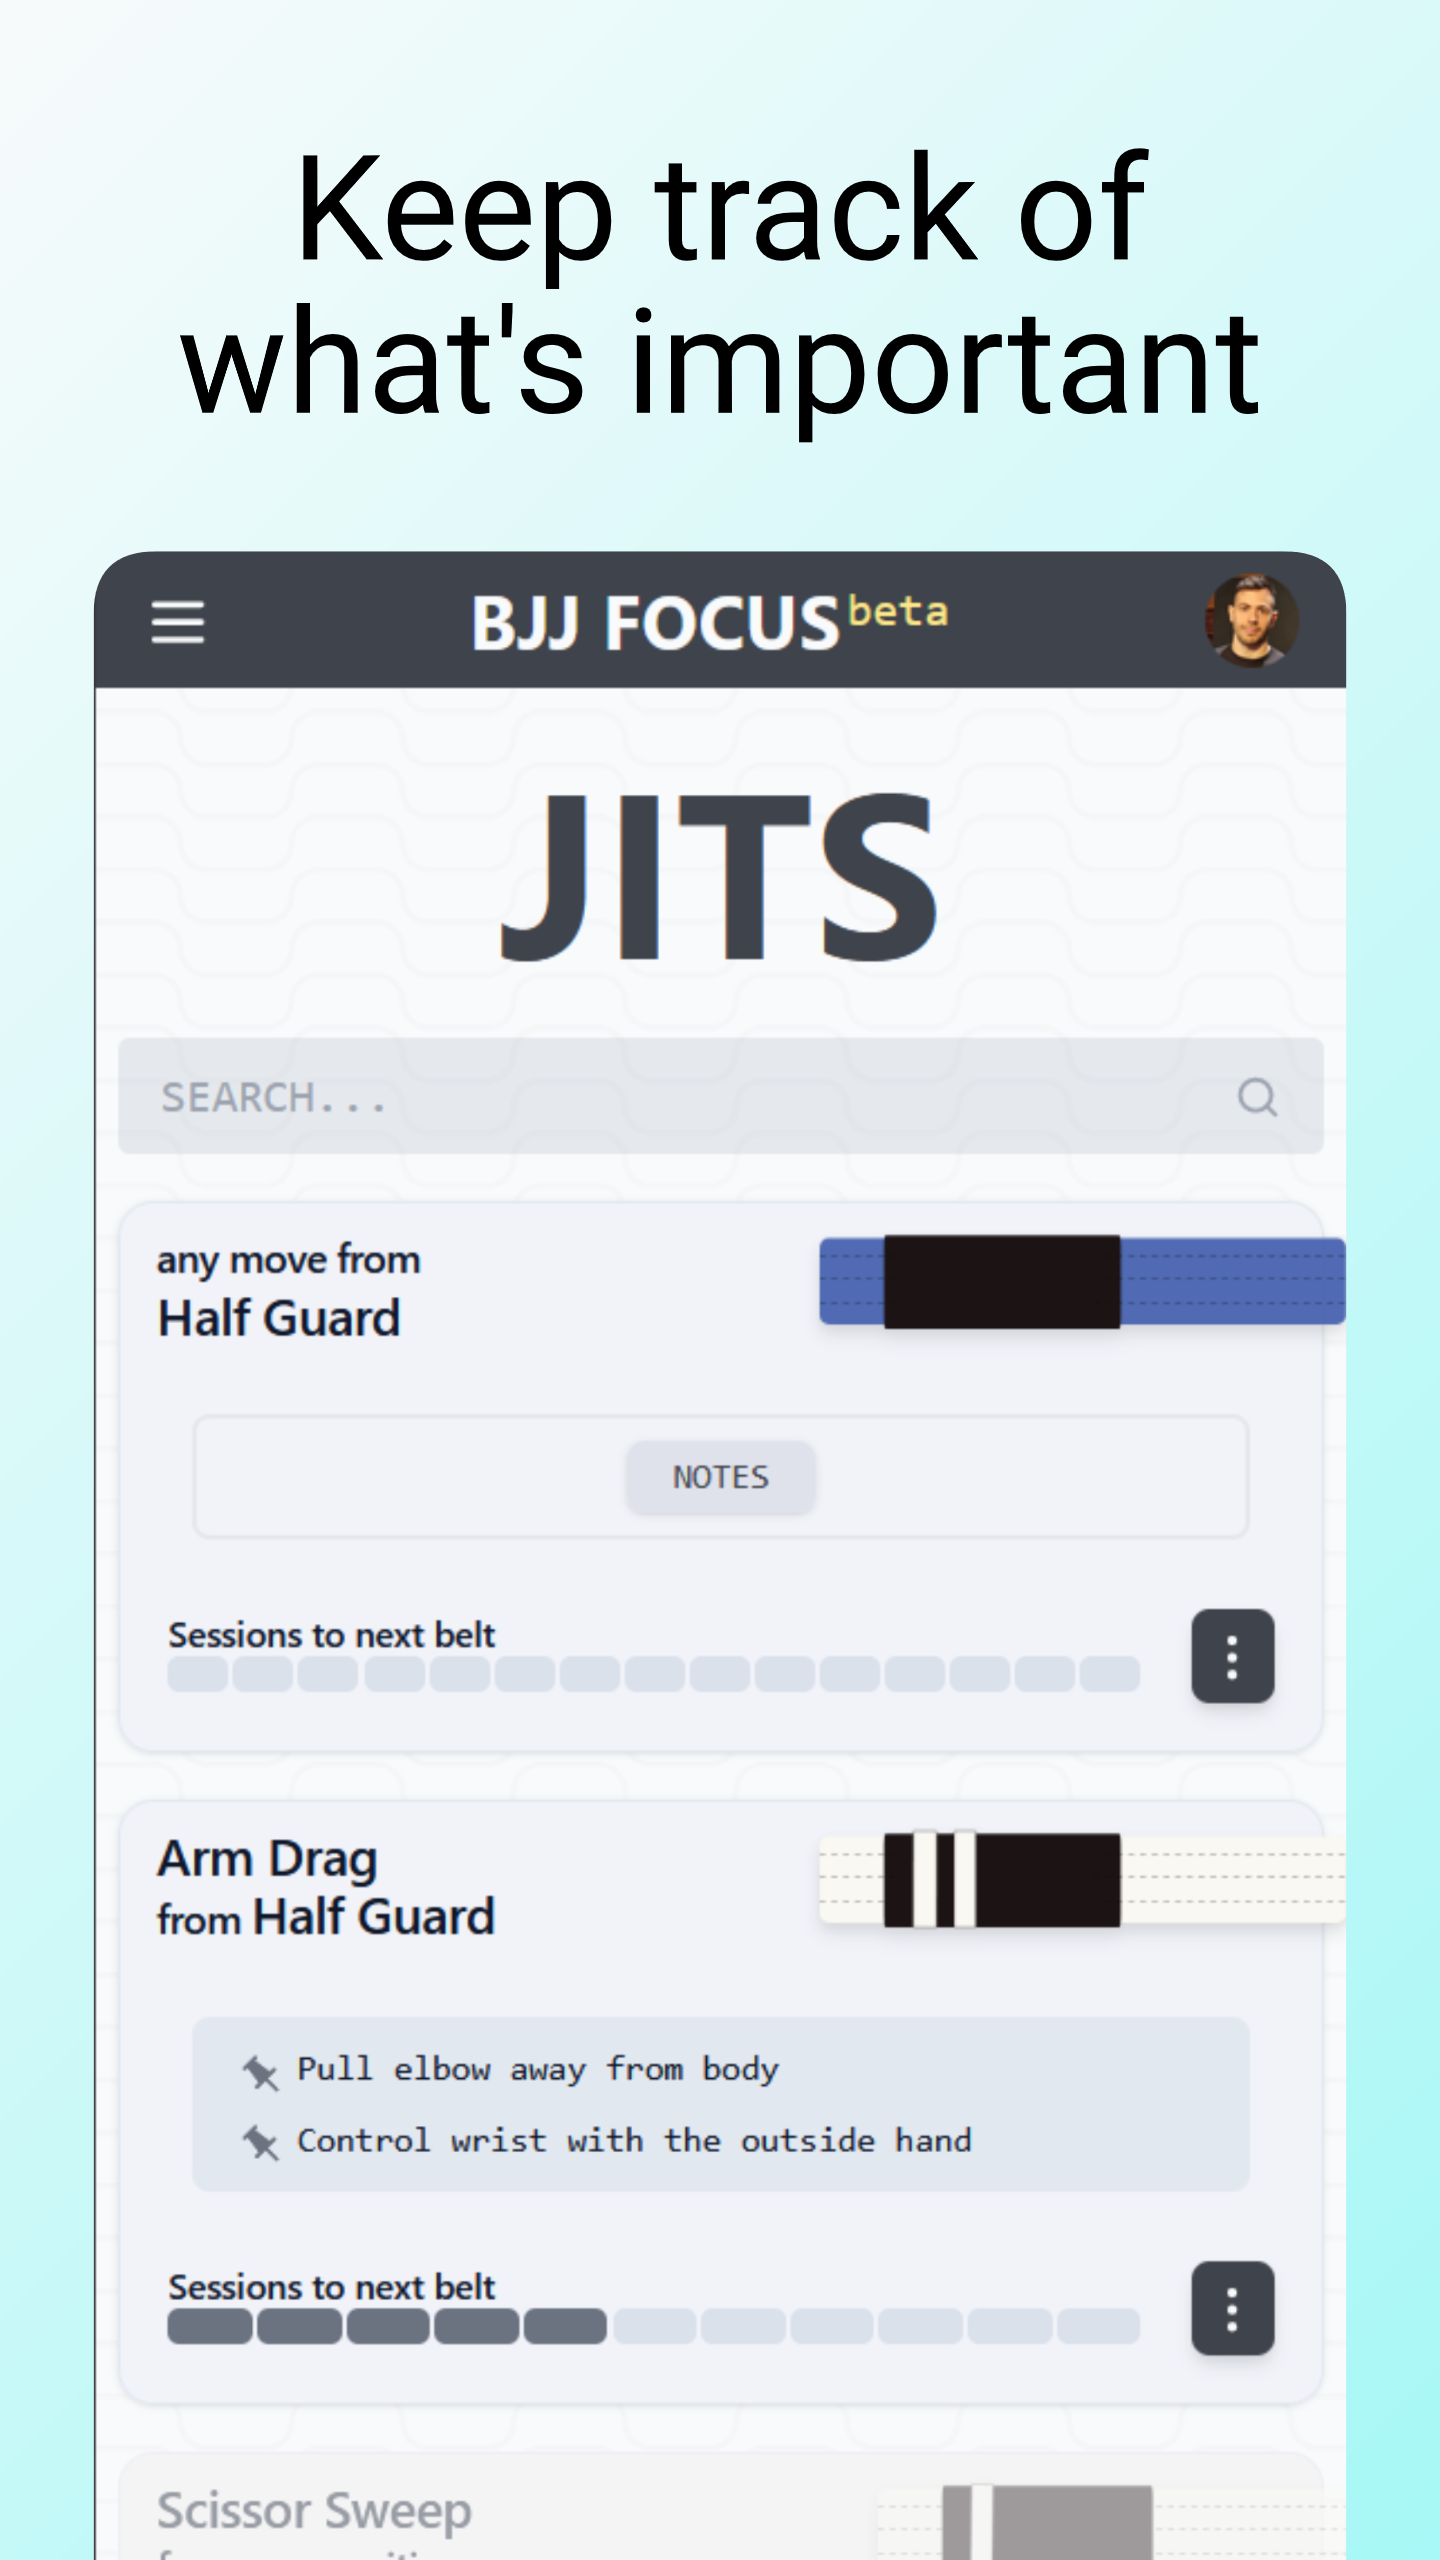 Keep track of
what's important
BJJ FOCUS beta
JITS
SEARCH...
any move from
Half Guard
NOTES
Sessions to next belt
Arm Drag
from Half Guard
Pull elbow away from body
Control wrist with the outside hand
Sessions to next belt
Scissor Sweep